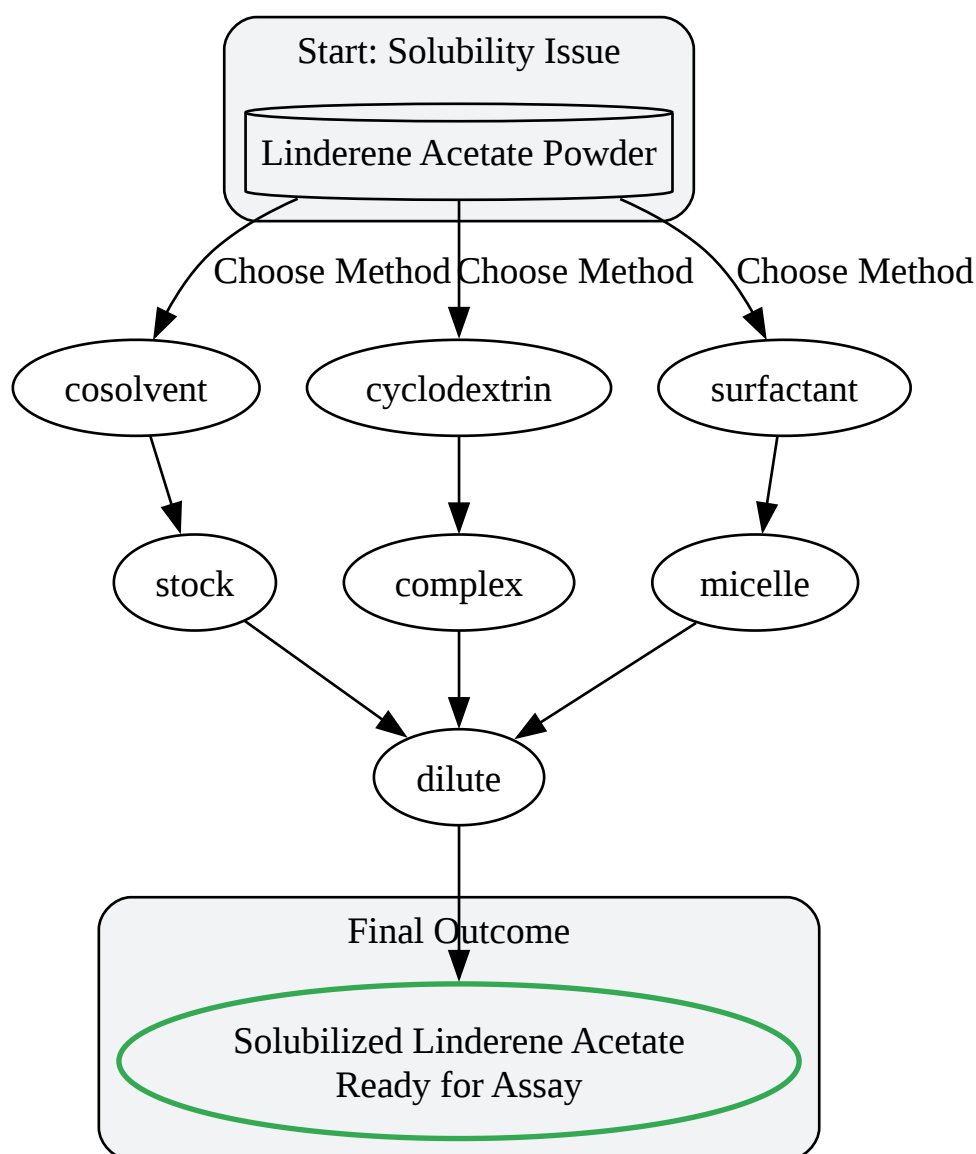 Start: Solubility Issue
Linderene Acetate Powder
Choose Method
Choose Method
Choose Method
cosolvent
cyclodextrin
surfactant
stock
complex
micelle
dilute
Final Outcome
Solubilized Linderene Acetate
Ready for Assay